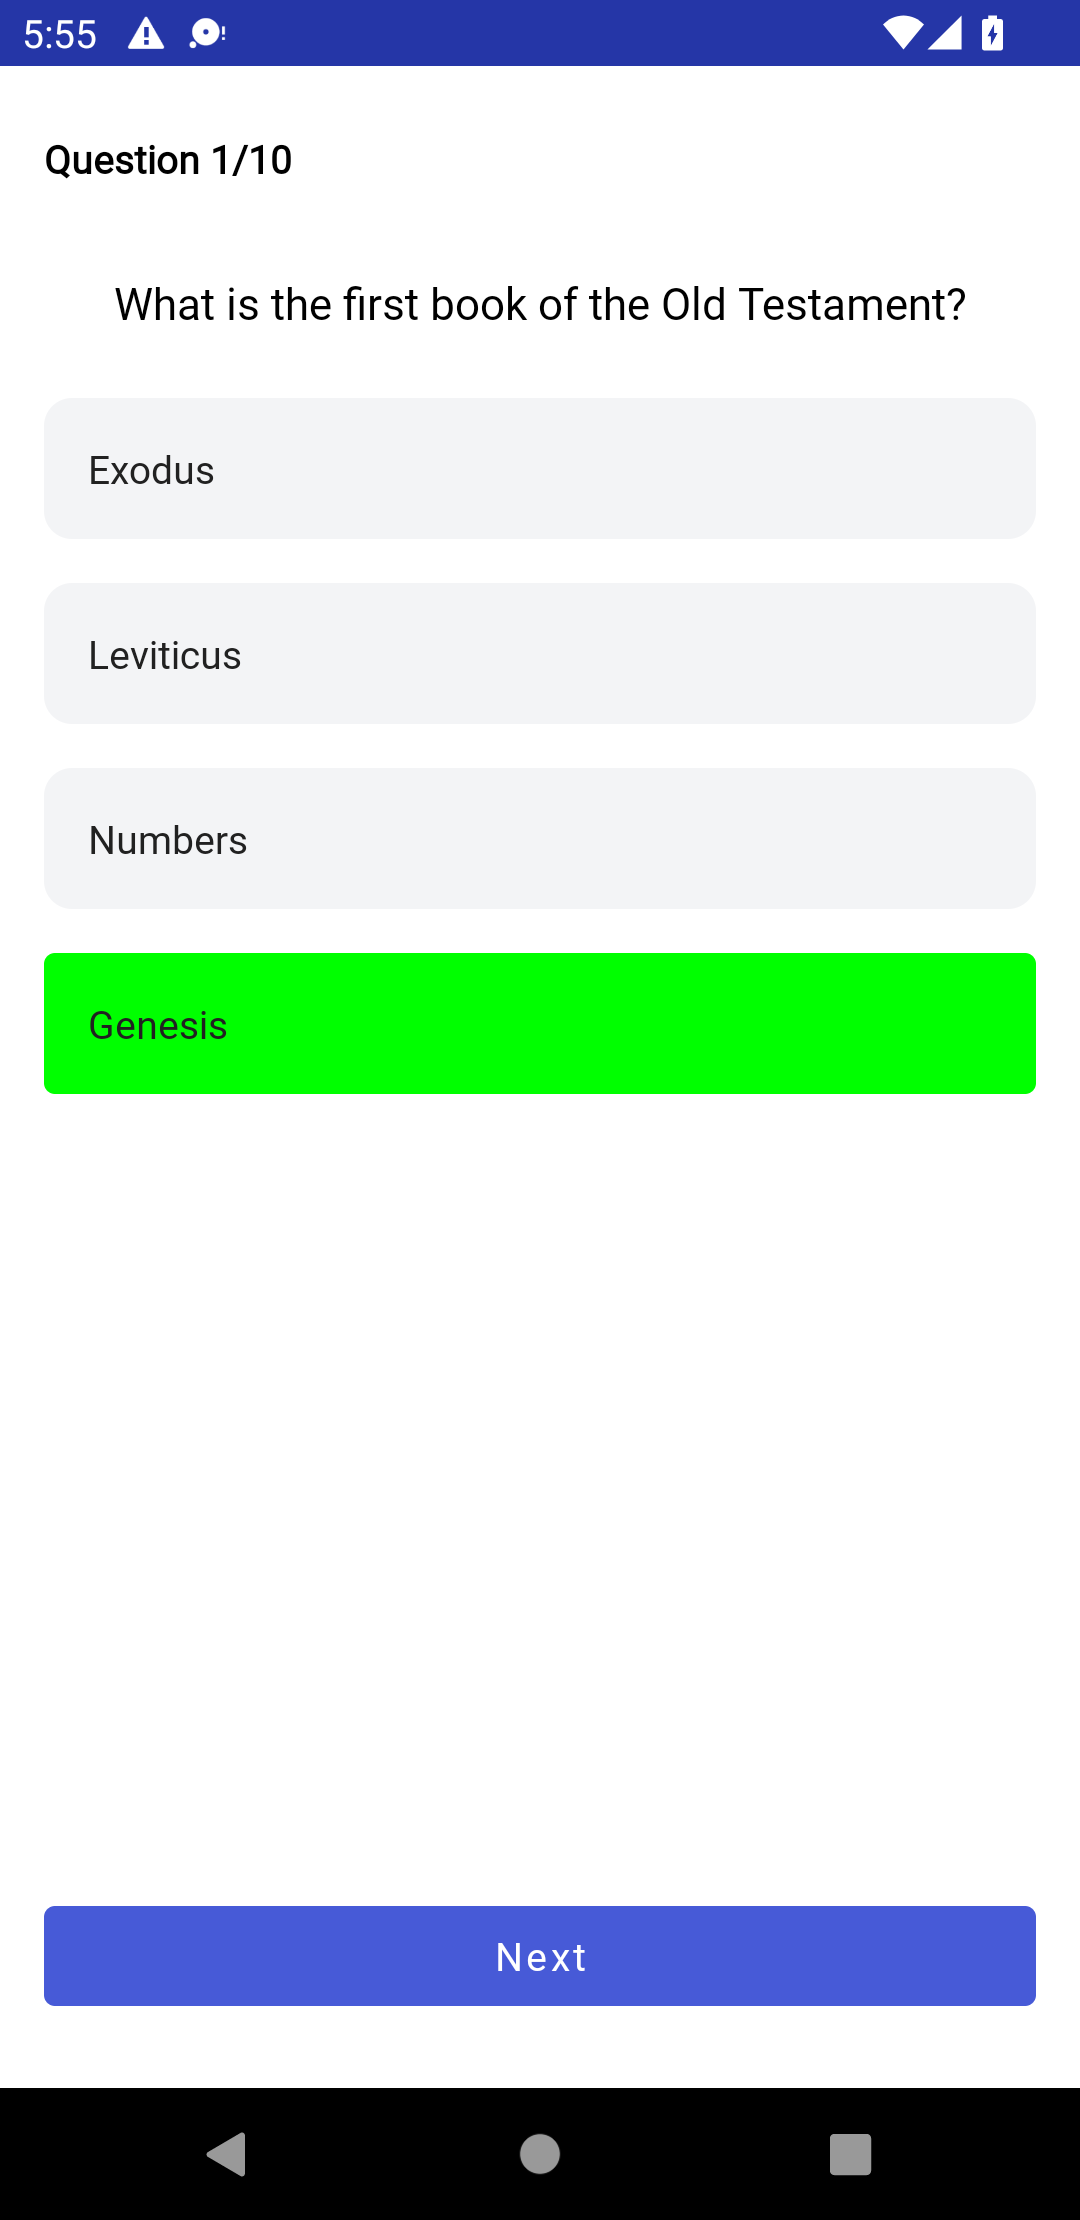 5:55
Question 1/10
What is the first book of the Old Testament?
Exodus
Leviticus
Numbers
Genesis
Next